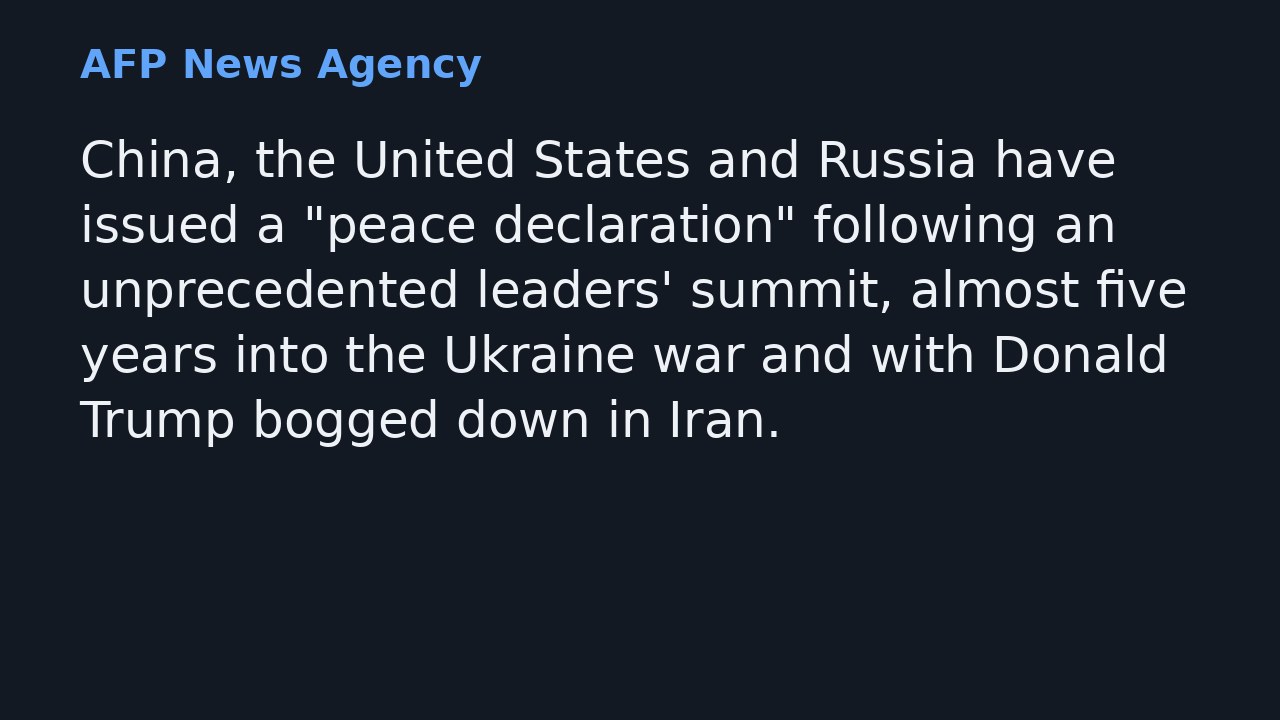 AFP News Agency
China, the United States and Russia have
issued a "peace declaration" following an
unprecedented leaders' summit, almost five
years into the Ukraine war and with Donald
Trump bogged down in Iran.